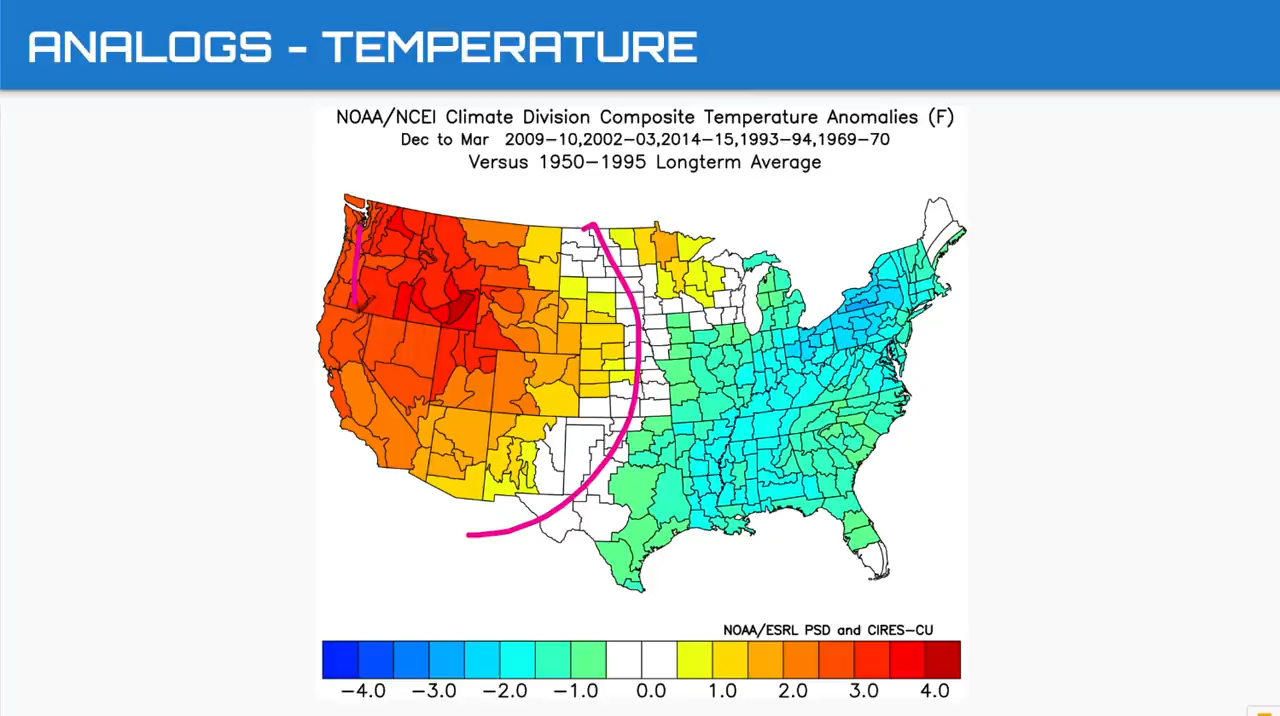 ANALOGS - TEMPERATURE
NOAA/NCEI Climate Division Composite Temperature Anomalies (F)
Dec to Mar 2009-10,2002-03,2014-15,1993-94,1969-70
Versus 1950-1995 Longterm Average
NOAA/ESRL PSD and CIRES-CU
-4.0 -3.0 -2.0 -1.0 0.0 1.0 2.0 3.0 4.0